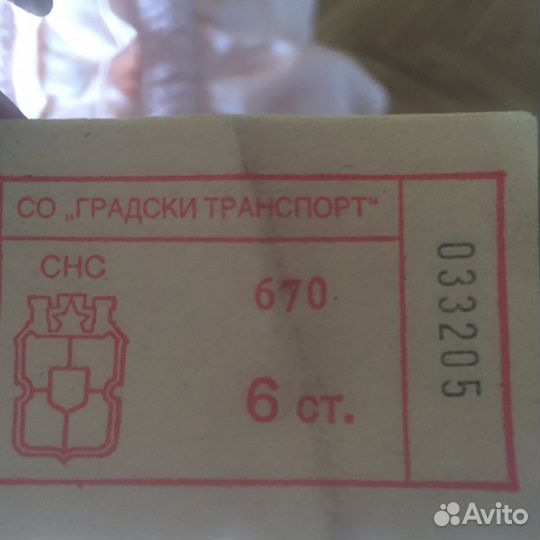 СО „ГРАДСКИ ТРАНСПОРТ“
СНС
670
6 ст.
033205
Avito